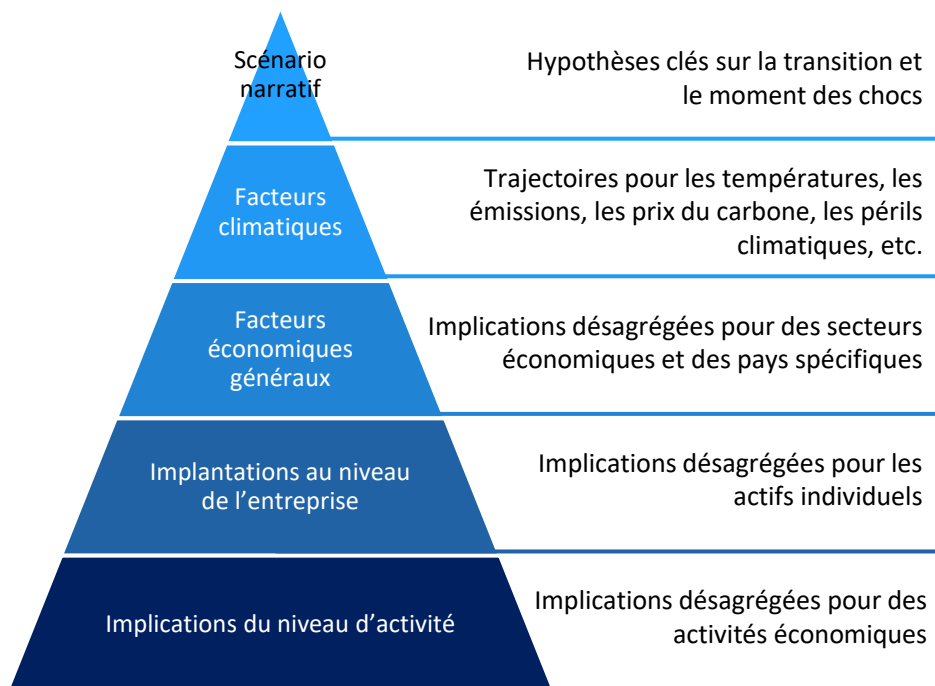 Scénario
narratif
Hypothèses clés sur la transition et
le moment des chocs
Facteurs
climatiques
Trajectoires pour les températures, les
émissions, les prix du carbone, les périls
climatiques, etc.
Facteurs
économiques
généraux
Implications désagrégées pour des secteurs
économiques et des pays spécifiques
Implantations au niveau
de l’entreprise
Implications désagrégées pour les
actifs individuels
Implications du niveau d’activité
Implications désagrégées pour des
activités économiques